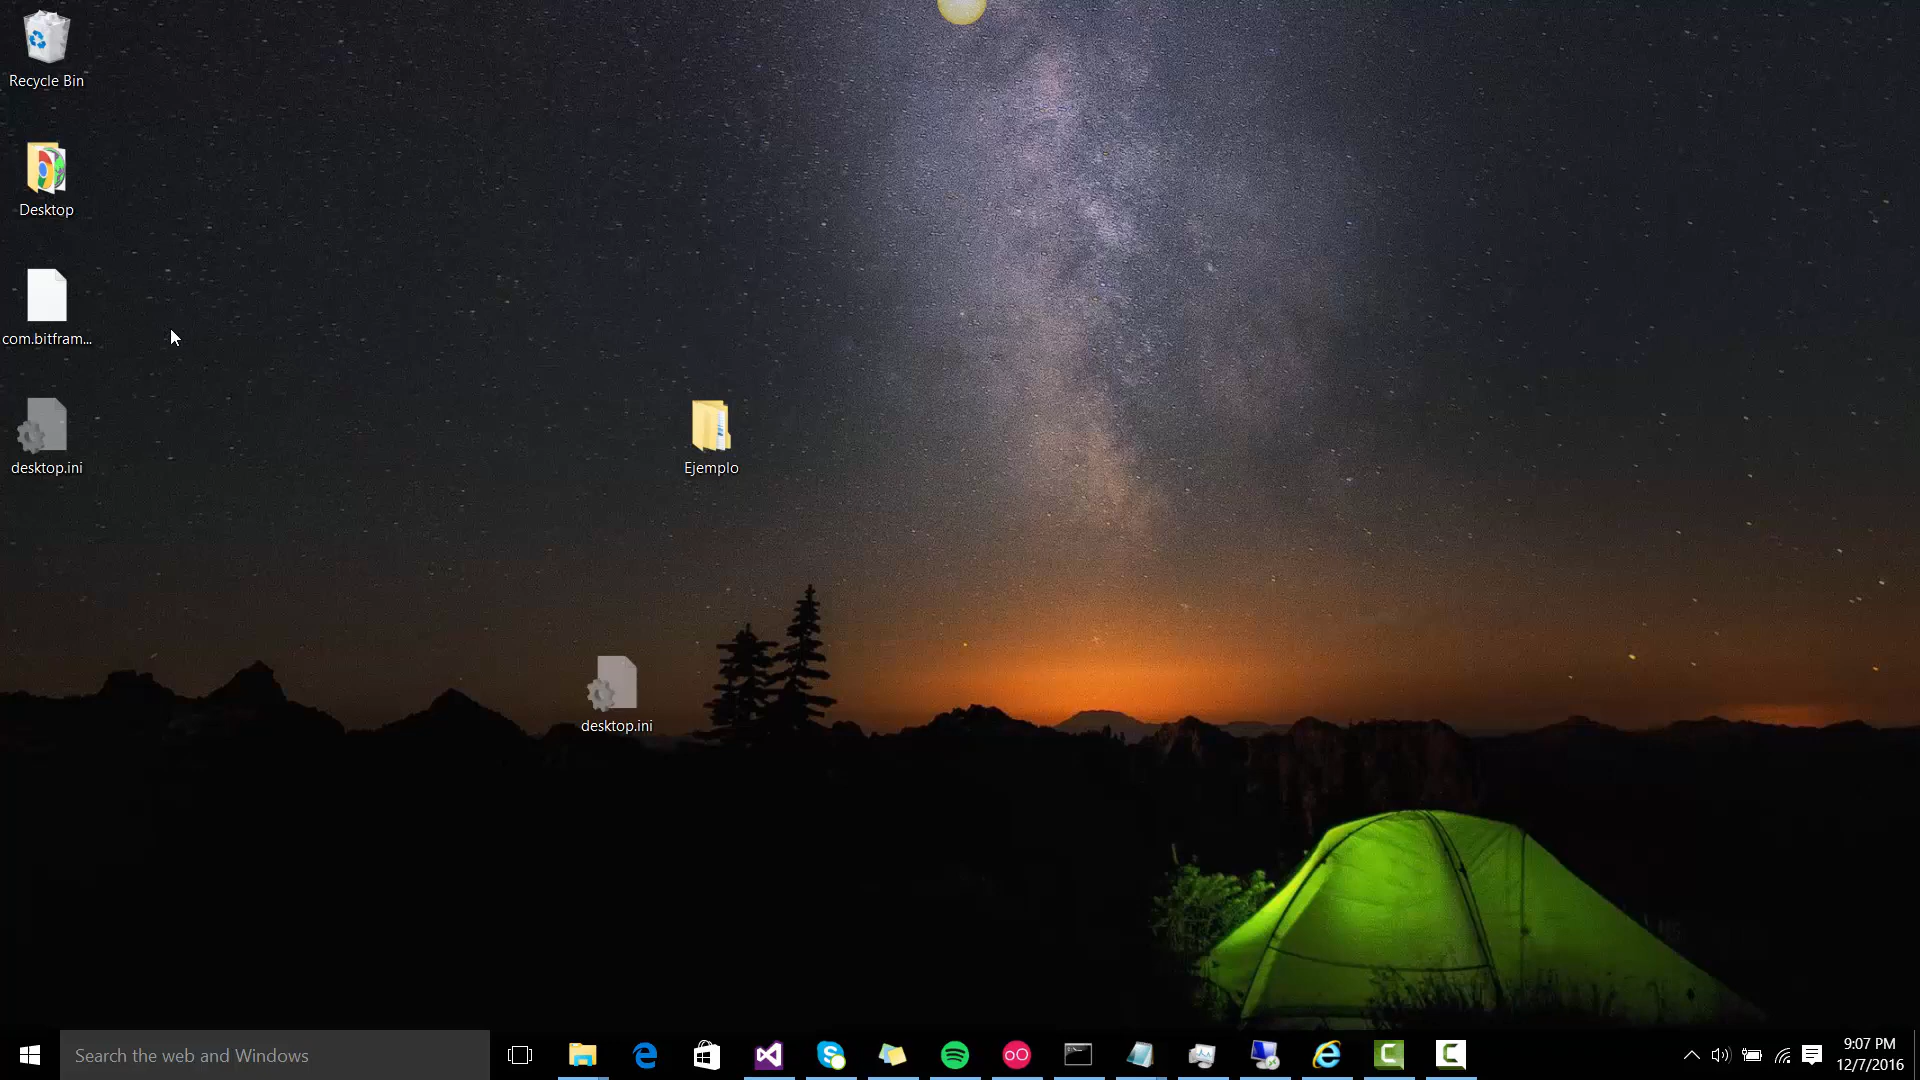 Recycle Bin
Desktop
com.bitfram...
desktop.ini
Ejemplo
desktop.ini
Search the web and Windows
9:07 PM
12/7/2016